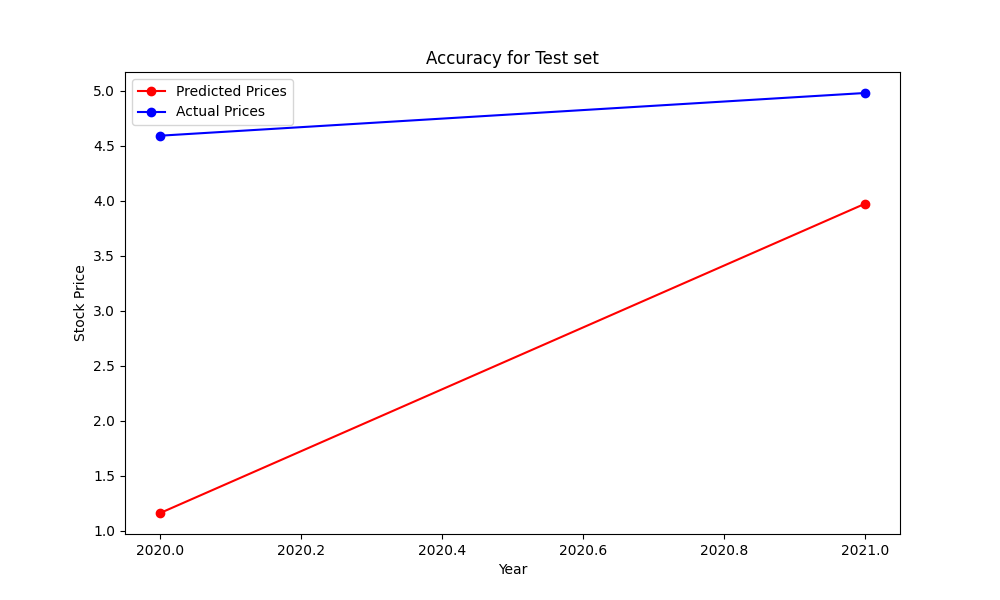 Accuracy for Test set
Predicted Prices
Actual Prices
5.0
4.5
4.0
3.5
3.0
2.5
2.0
1.5
1.0
Stock Price
2020.0 2020.2 2020.4 2020.6 2020.8 2021.0
Year